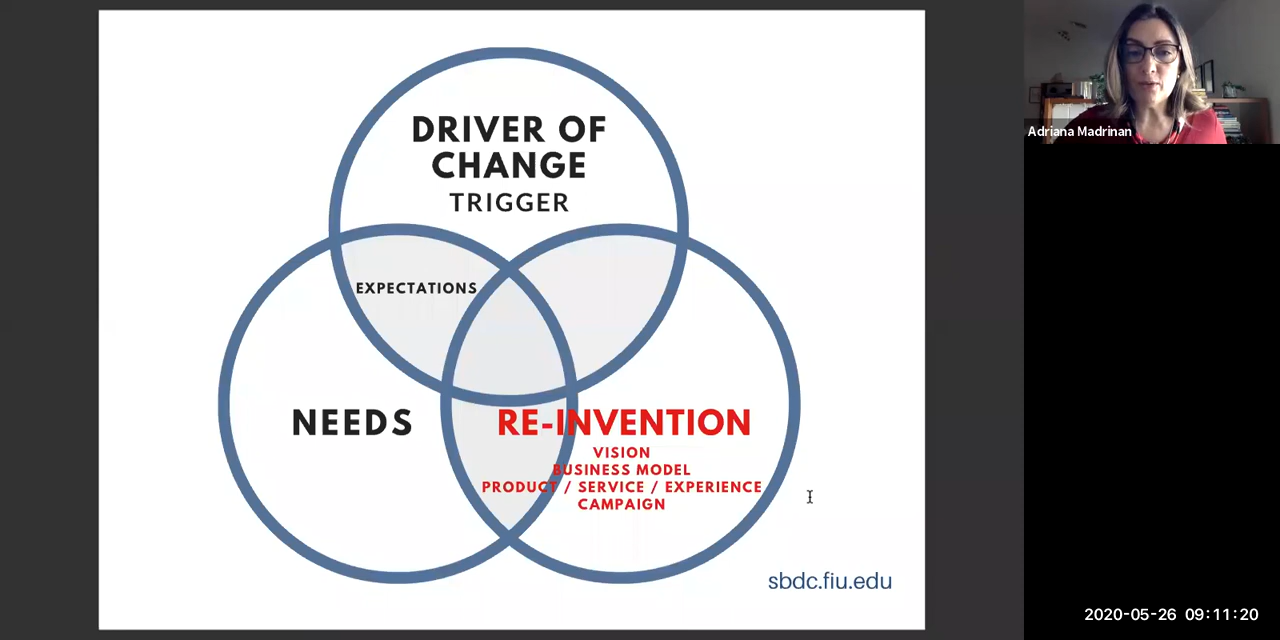 DRIVER OF
CHANGE
TRIGGER
EXPECTATIONS
NEEDS
RE-INVENTION
VISION
BUSINESS MODEL
PRODUCT / SERVICE / EXPERIENCE
CAMPAIGN
sbdc.fiu.edu
Adriana Madrinan
2020-05-26 09:11:20